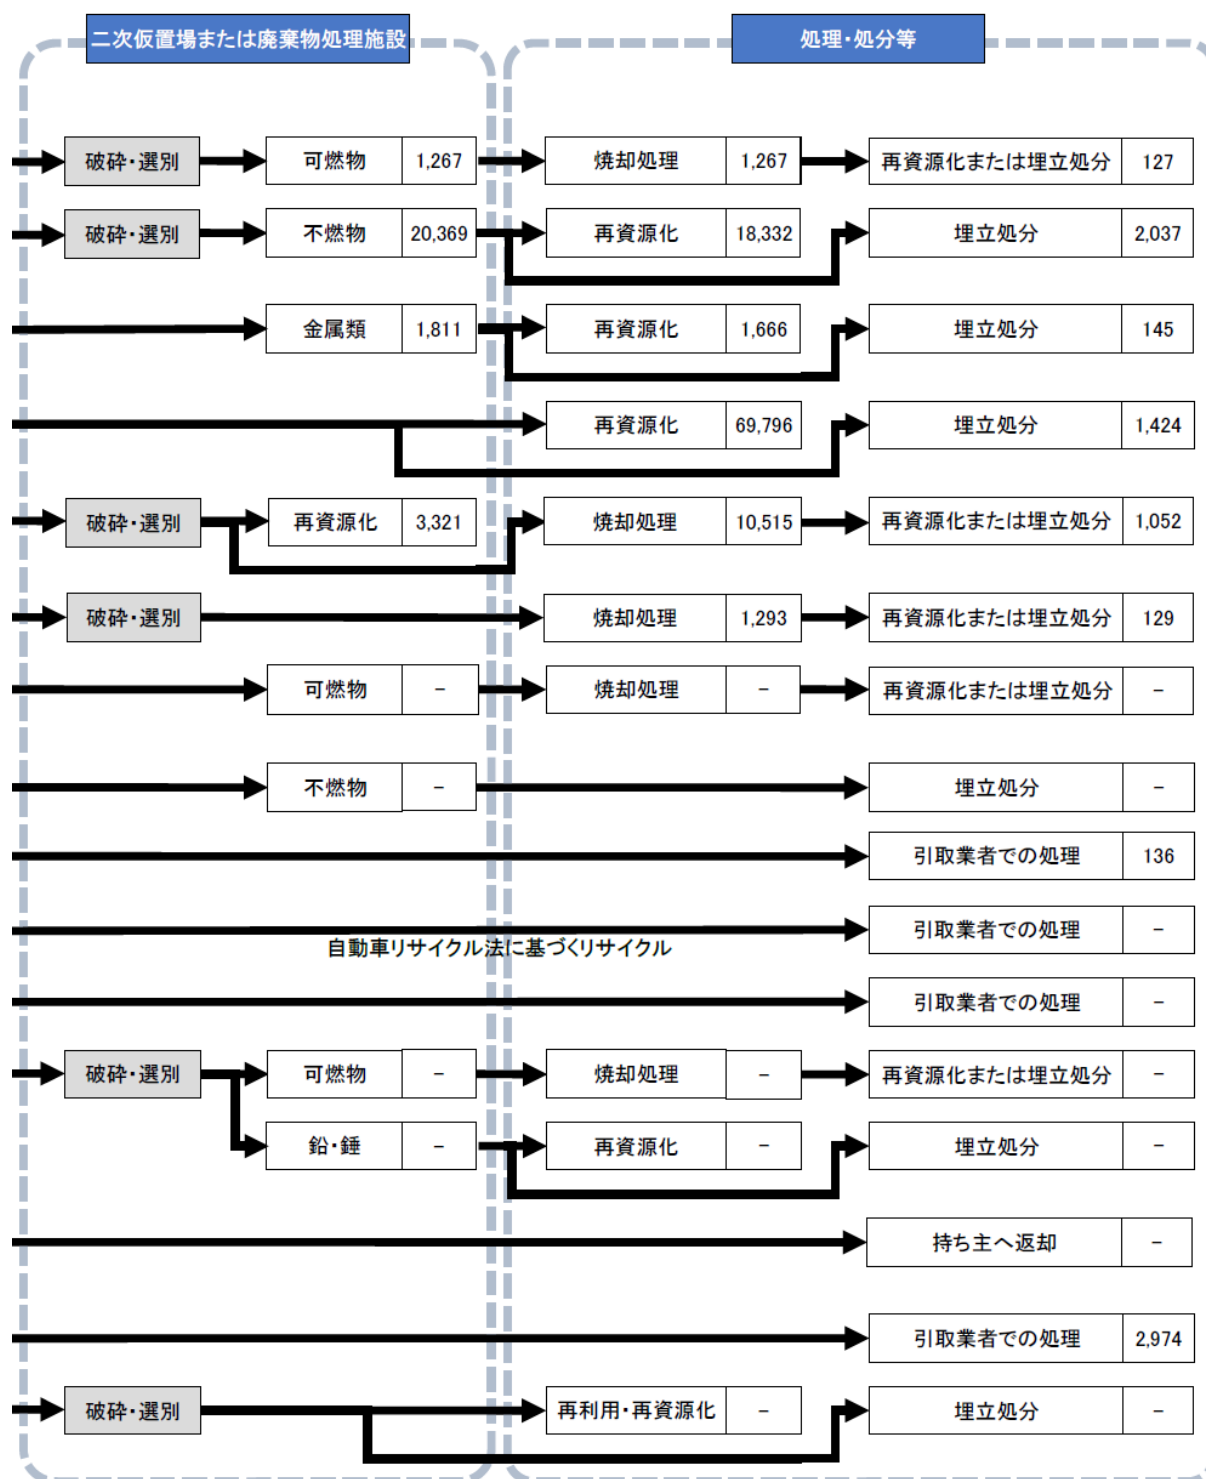 二次仮置場または廃棄物処理施設 処理・処分等
破砕・選別 可燃物 1,267 焼却処理 1,267 再資源化または埋立処分 127
破砕・選別 不燃物 20,369 再資源化 18,332 埋立処分 2,037
金属類 1,811 再資源化 1,666 埋立処分 145
再資源化 69,796 埋立処分 1,424
破砕・選別 再資源化 3,321 焼却処理 10,515 再資源化または埋立処分 1,052
破砕・選別 焼却処理 1,293 再資源化または埋立処分 129
可燃物 - 焼却処理 - 再資源化または埋立処分 -
不燃物 - 埋立処分 -
引取業者での処理 136
引取業者での処理 -
自動車リサイクル法に基づくリサイクル
引取業者での処理 -
破砕・選別 可燃物 - 焼却処理 - 再資源化または埋立処分 -
鉛・錘 - 再資源化 - 埋立処分 -
持ち主へ返却 -
引取業者での処理 2,974
破砕・選別 再利用・再資源化 - 埋立処分 -